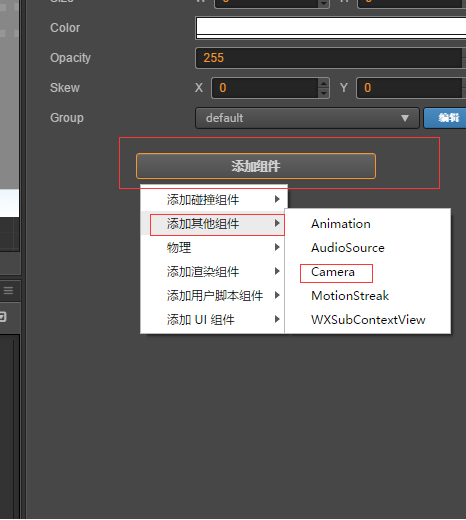 Color
Opacity 255
Skew X 0 Y 0
Group default 编辑
添加组件
添加碰撞组件
添加其他组件 Animation
物理 AudioSource
添加渲染组件 Camera
添加用户脚本组件 MotionStreak
添加 UI 组件 WXSubContextView